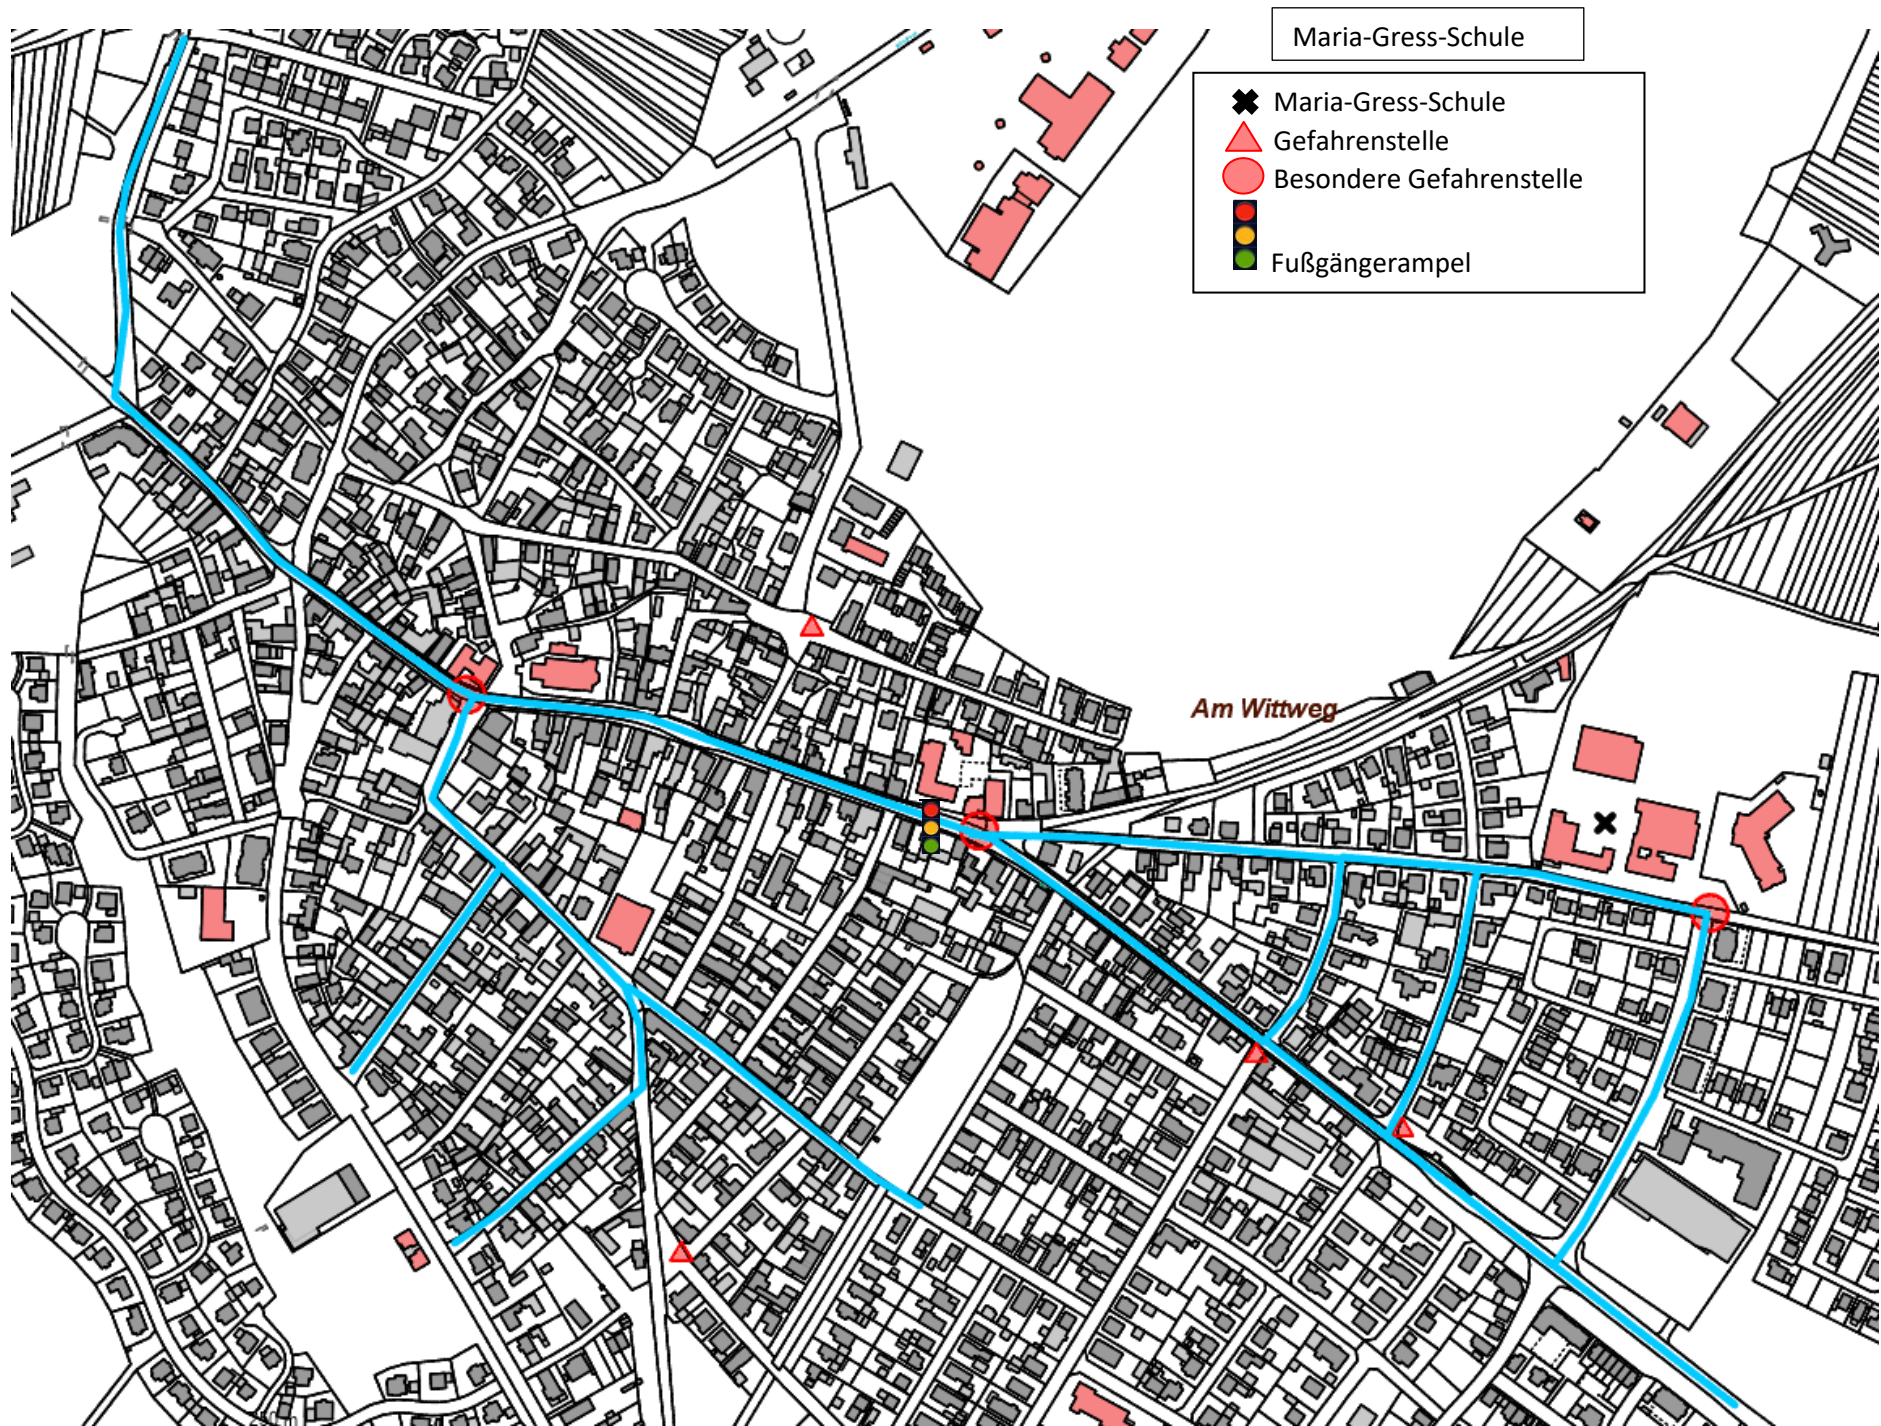 Maria-Gress-Schule
Maria-Gress-Schule
Gefahrenstelle
Besondere Gefahrenstelle
Fußgängerampel
Am Wittweg